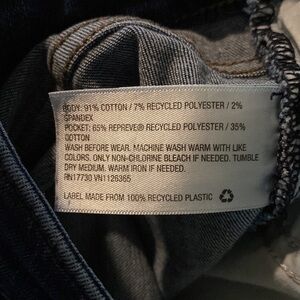 BODY: 91% COTTON / 7% RECYCLED POLYESTER / 2%
SPANDEX
POCKET: 65% REPREVE® RECYCLED POLYESTER / 35%
COTTON
WASH BEFORE WEAR. MACHINE WASH WARM WITH LIKE
COLORS. ONLY NON-CHLORINE BLEACH IF NEEDED. TUMBLE
DRY MEDIUM. WARM IRON IF NEEDED.
RN17730 VN1126365
LABEL MADE FROM 100% RECYCLED PLASTIC